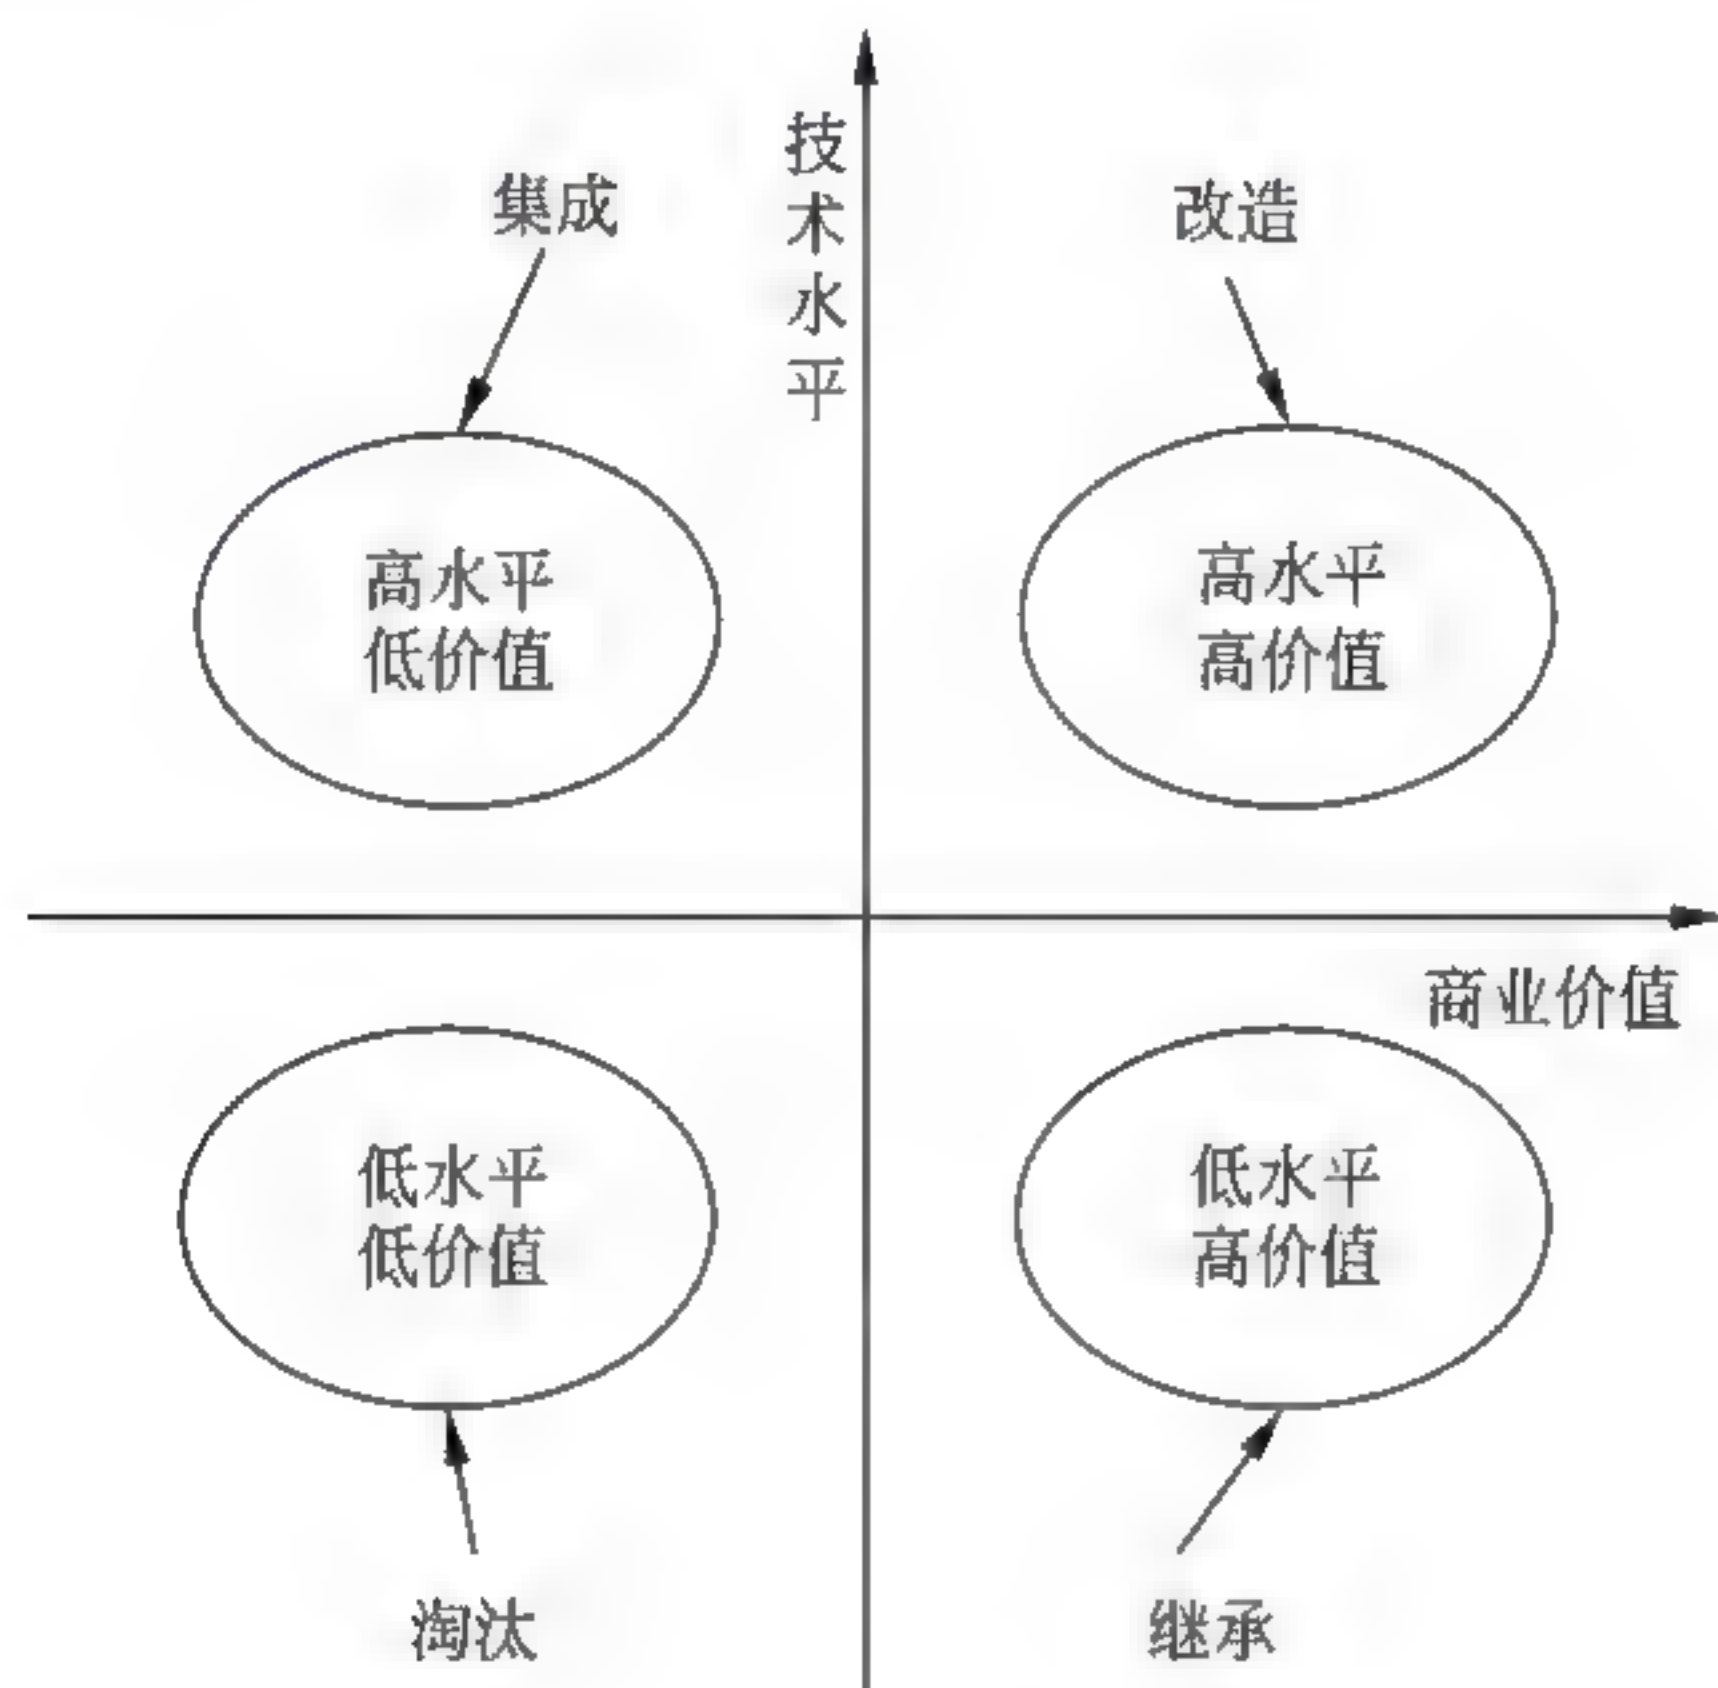 技术水平
集成
改造
高水平
低价值
高水平
高价值
商业价值
低水平
低价值
低水平
高价值
淘汰
继承